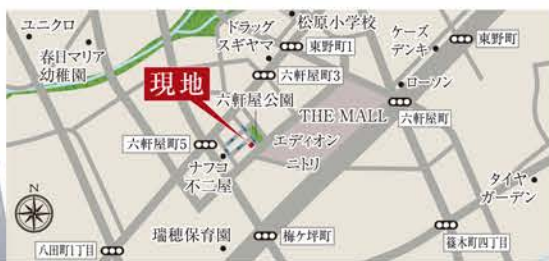 ユニクロ
春日マリア
幼稚園
ドラッグ
スギヤマ
松原小学校
東野町1
ケーズ
デンキ
東野町
六軒屋町3
現地
六軒屋公園
ローソン
THE MALL
六軒屋町
エディオン
ニトリ
六軒屋町5
ナフコ
不二屋
タイヤ
ガーデン
N
瑞穂保育園
梅ケ坪町
篠木町四丁目
八田町1丁目